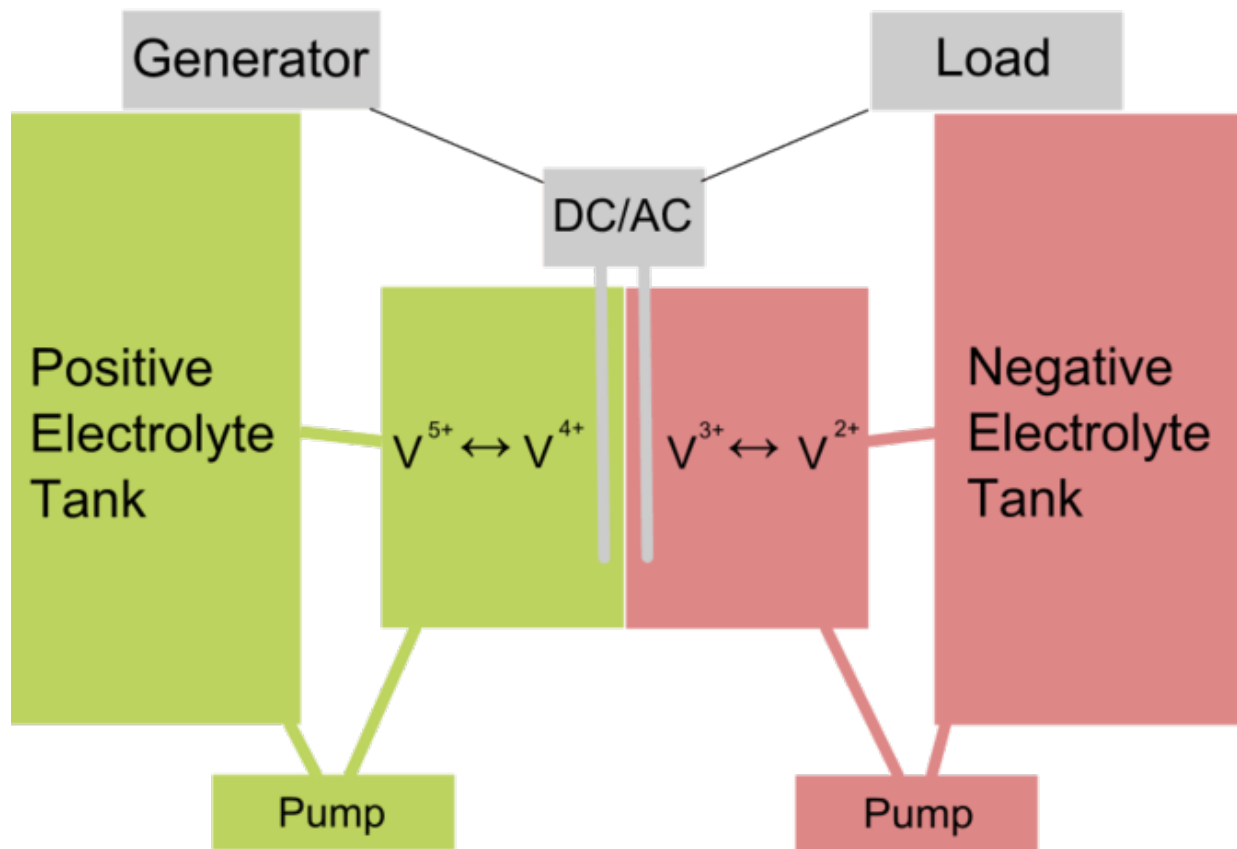 Generator
Load
DC/AC
Positive
Electrolyte
Tank
V⁵⁺ ↔ V⁴⁺
V³⁺ ↔ V²⁺
Negative
Electrolyte
Tank
Pump
Pump